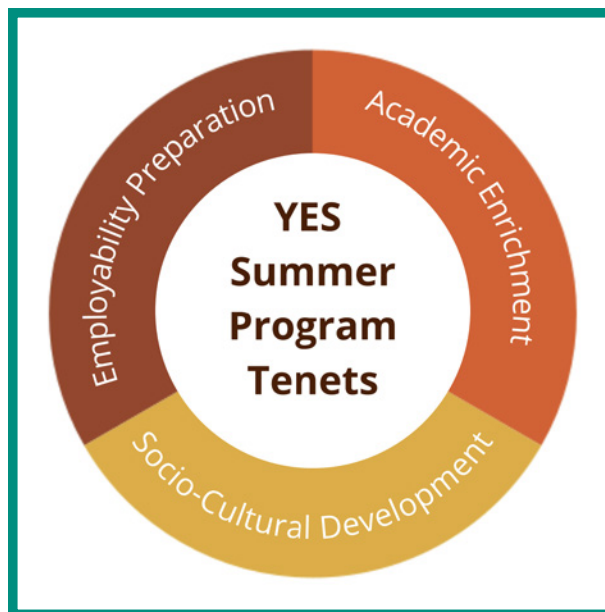 YES
Summer
Program
Tenets
Academic Enrichment
Socio-Cultural Development
Employability Preparation